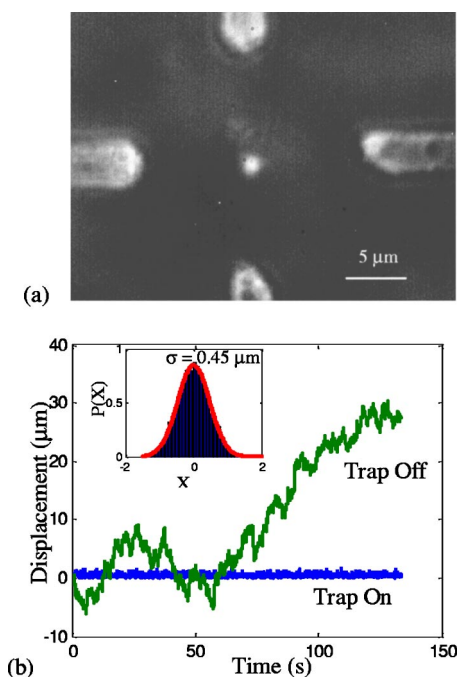 5 μm
(a)
40
30
20
10
0
-10
Displacement (μm)
1
0.5
0
P(X)
σ = 0.45 μm
-2
0
2
X
Trap Off
Trap On
0
50
100
150
Time (s)
(b)